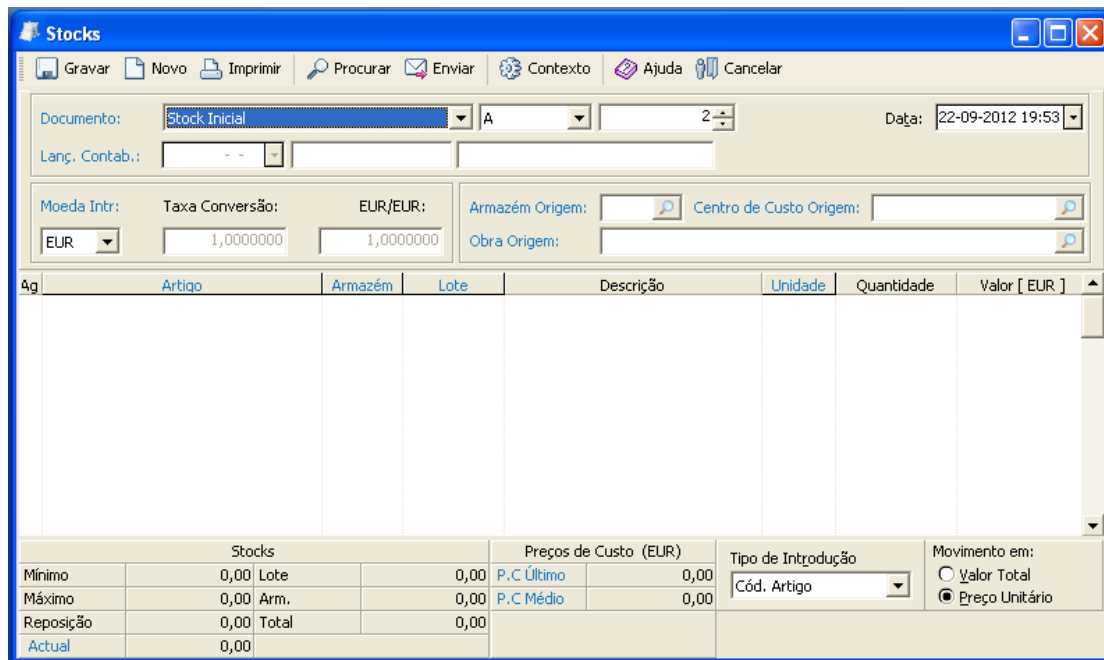 Stocks
Gravar Novo Imprimir Procurar Enviar Contexto Ajuda Cancelar
Documento: Stock Inicial A 2 Data: 22-09-2012 19:53
Lanç. Contab.: - -
Moeda Intr: Taxa Conversão: EUR/EUR: Armazém Origem: Centro de Custo Origem:
EUR 1,0000000 1,0000000 Obra Origem:
Ag Artigo Armazém Lote Descrição Unidade Quantidade Valor [ EUR ]
Stocks Preços de Custo (EUR) Tipo de Introdução Movimento em:
Mínimo 0,00 Lote 0,00 P.C Último 0,00 Cód. Artigo Valor Total
Máximo 0,00 Arm. 0,00 P.C Médio 0,00 Preço Unitário
Reposição 0,00 Total 0,00
Actual 0,00